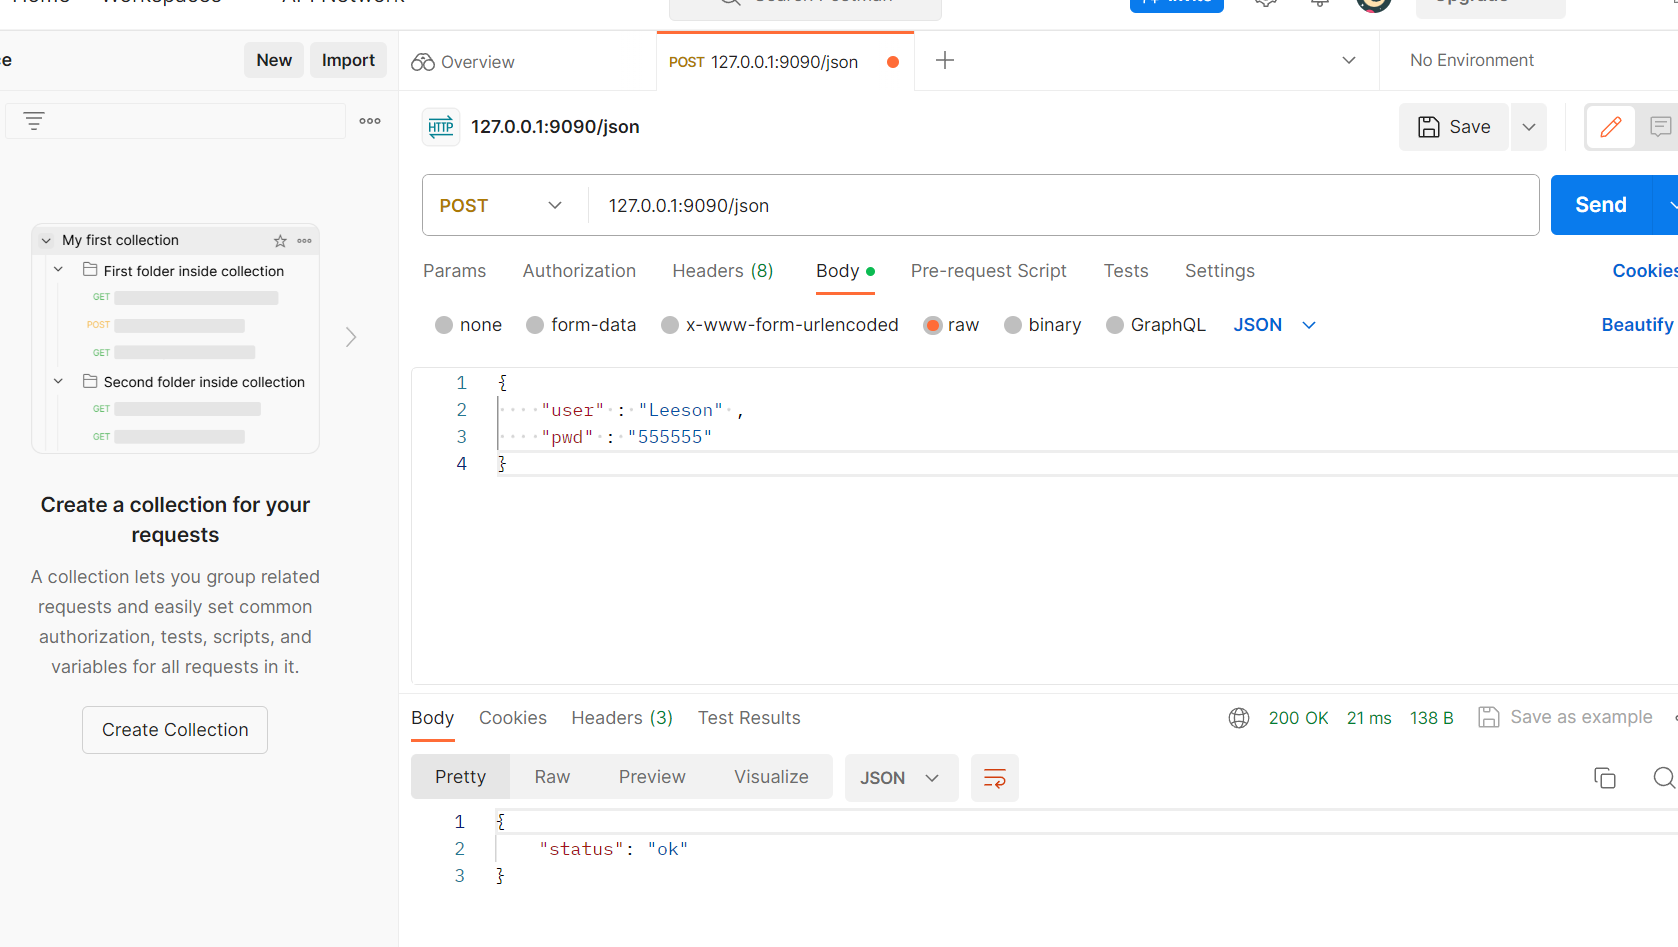 New Import
Overview
POST 127.0.0.1:9090/json
No Environment
HTTP 127.0.0.1:9090/json
Save
POST 127.0.0.1:9090/json
Send
Params Authorization Headers (8) Body Pre-request Script Tests Settings Cookies
none form-data x-www-form-urlencoded raw binary GraphQL JSON Beautify
1 {
2 "user" : "Leeson" ,
3 "pwd" : "555555"
4 }
My first collection
First folder inside collection
GET
POST
GET
Second folder inside collection
GET
GET
Create a collection for your
requests
A collection lets you group related
requests and easily set common
authorization, tests, scripts, and
variables for all requests in it.
Create Collection
Body Cookies Headers (3) Test Results
200 OK 21 ms 138 B Save as example
Pretty Raw Preview Visualize JSON
1 {
2 "status": "ok"
3 }